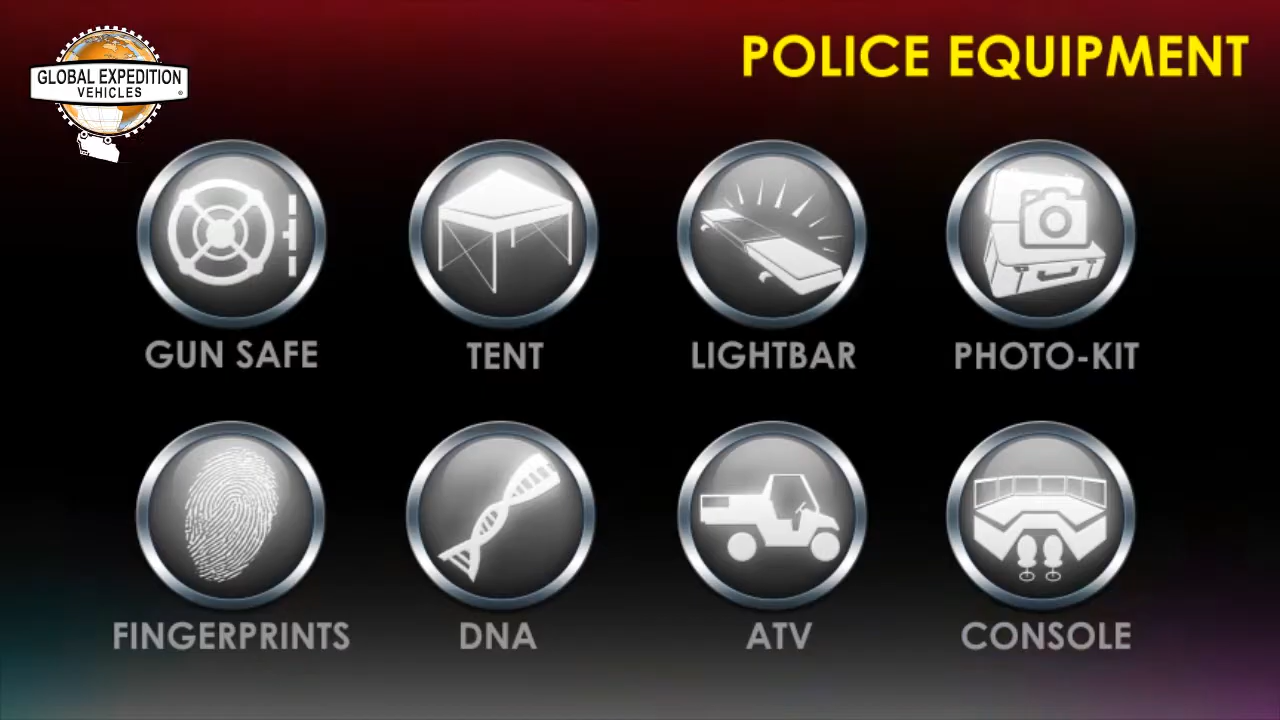 GLOBAL EXPEDITION
VEHICLES
®
POLICE EQUIPMENT
GUN SAFE
TENT
LIGHTBAR
PHOTO-KIT
FINGERPRINTS
DNA
ATV
CONSOLE